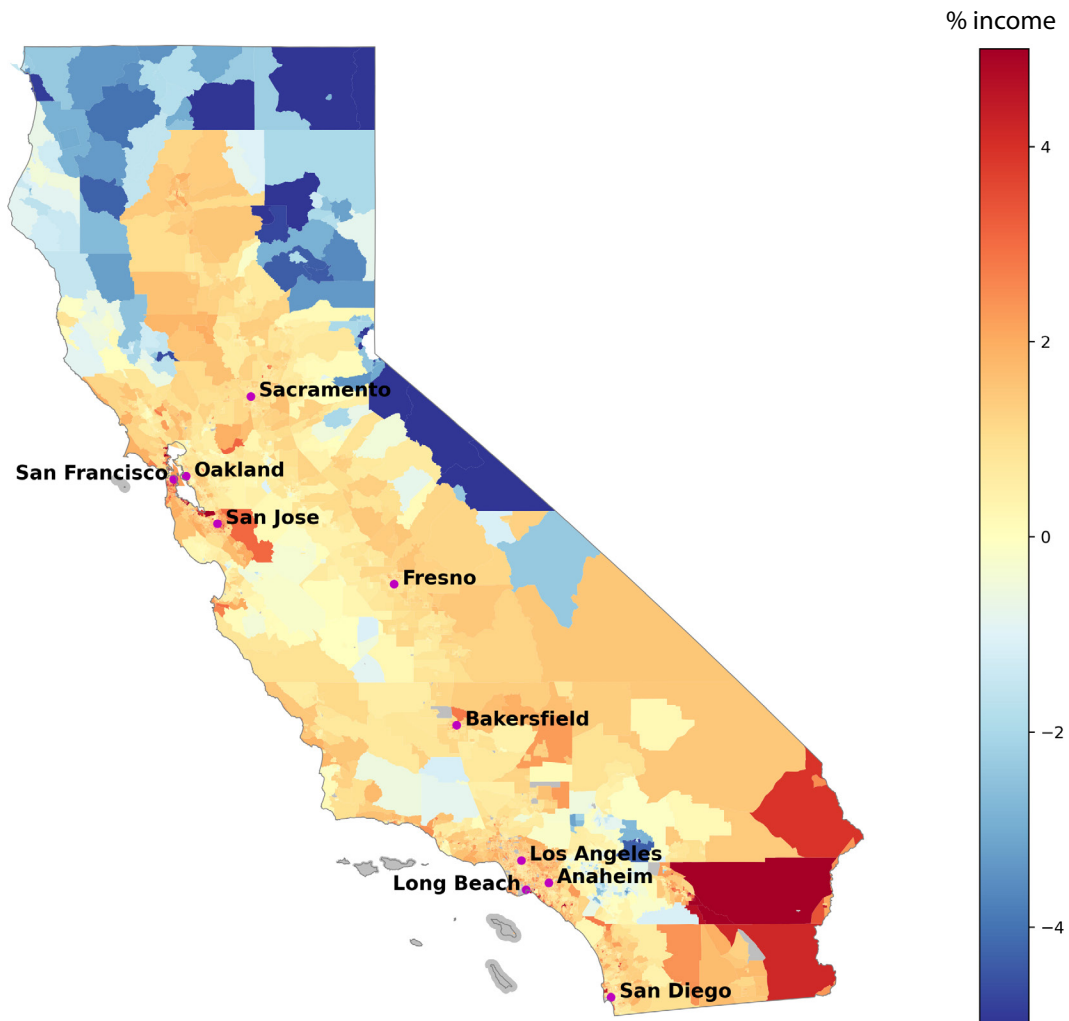 % income
4
2
0
−2
−4
Sacramento
San Francisco
Oakland
San Jose
Fresno
Bakersfield
Los Angeles
Anaheim
Long Beach
San Diego